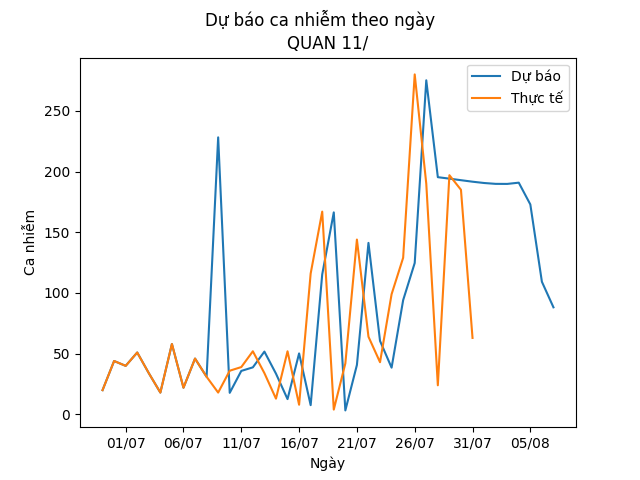 Dự báo ca nhiễm theo ngày
QUAN 11/
Dự báo
Thực tế
Ca nhiễm
250
200
150
100
50
0
01/07 06/07 11/07 16/07 21/07 26/07 31/07 05/08
Ngày